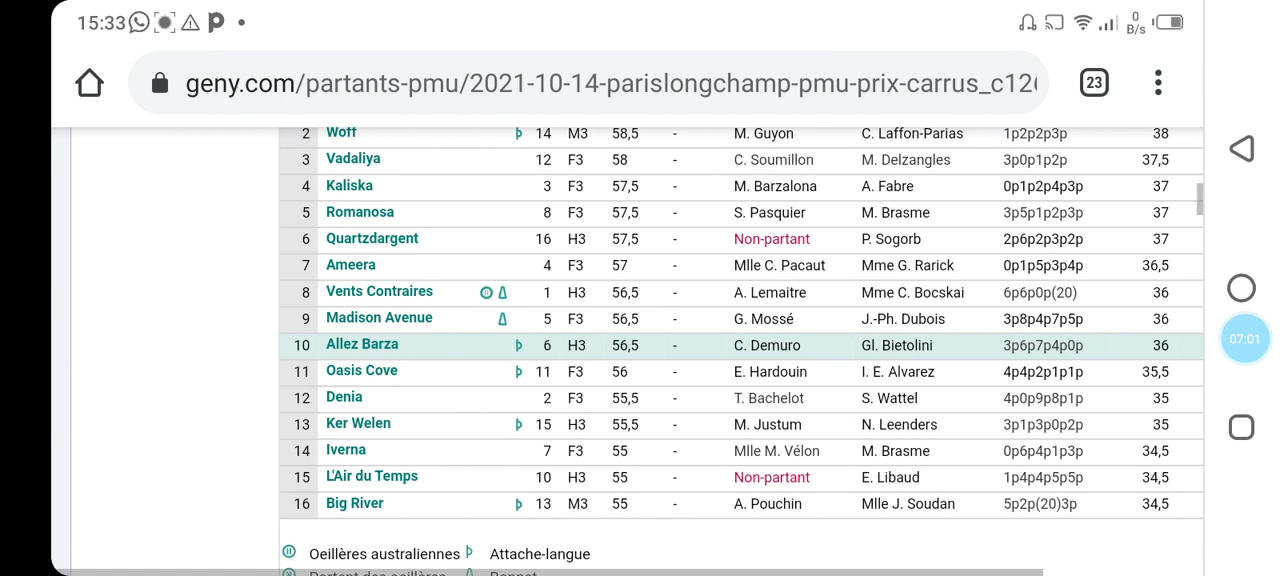 15:33
0 B/s
geny.com/partants-pmu/2021-10-14-parislongchamp-pmu-prix-carrus_c12
23
2 Woff 14 M3 58,5 - M. Guyon C. Laffon-Parias 1p2p2p3p 38
3 Vadaliya 12 F3 58 - C. Soumillon M. Delzangles 3p0p1p2p 37,5
4 Kaliska 3 F3 57,5 - M. Barzalona A. Fabre 0p1p2p4p3p 37
5 Romanosa 8 F3 57,5 - S. Pasquier M. Brasme 3p5p1p2p3p 37
6 Quartzdargent 16 H3 57,5 - Non-partant P. Sogorb 2p6p2p3p2p 37
7 Ameera 4 F3 57 - Mlle C. Pacaut Mme G. Rarick 0p1p5p3p4p 36,5
8 Vents Contraires 1 H3 56,5 - A. Lemaitre Mme C. Bocskai 6p6p0p(20) 36
9 Madison Avenue 5 F3 56,5 - G. Mossé J.-Ph. Dubois 3p8p4p7p5p 36
10 Allez Barza 6 H3 56,5 - C. Demuro Gl. Bietolini 3p6p7p4p0p 36
11 Oasis Cove 11 F3 56 - E. Hardouin I. E. Alvarez 4p4p2p1p1p 35,5
12 Denia 2 F3 55,5 - T. Bachelot S. Wattel 4p0p9p8p1p 35
13 Ker Welen 15 H3 55,5 - M. Justum N. Leenders 3p1p3p0p2p 35
14 Iverna 7 F3 55 - Mlle M. Vélon M. Brasme 0p6p4p1p3p 34,5
15 L'Air du Temps 10 H3 55 - Non-partant E. Libaud 1p4p4p5p5p 34,5
16 Big River 13 M3 55 - A. Pouchin Mlle J. Soudan 5p2p(20)3p 34,5
Oeillères australiennes Attache-langue
07:01